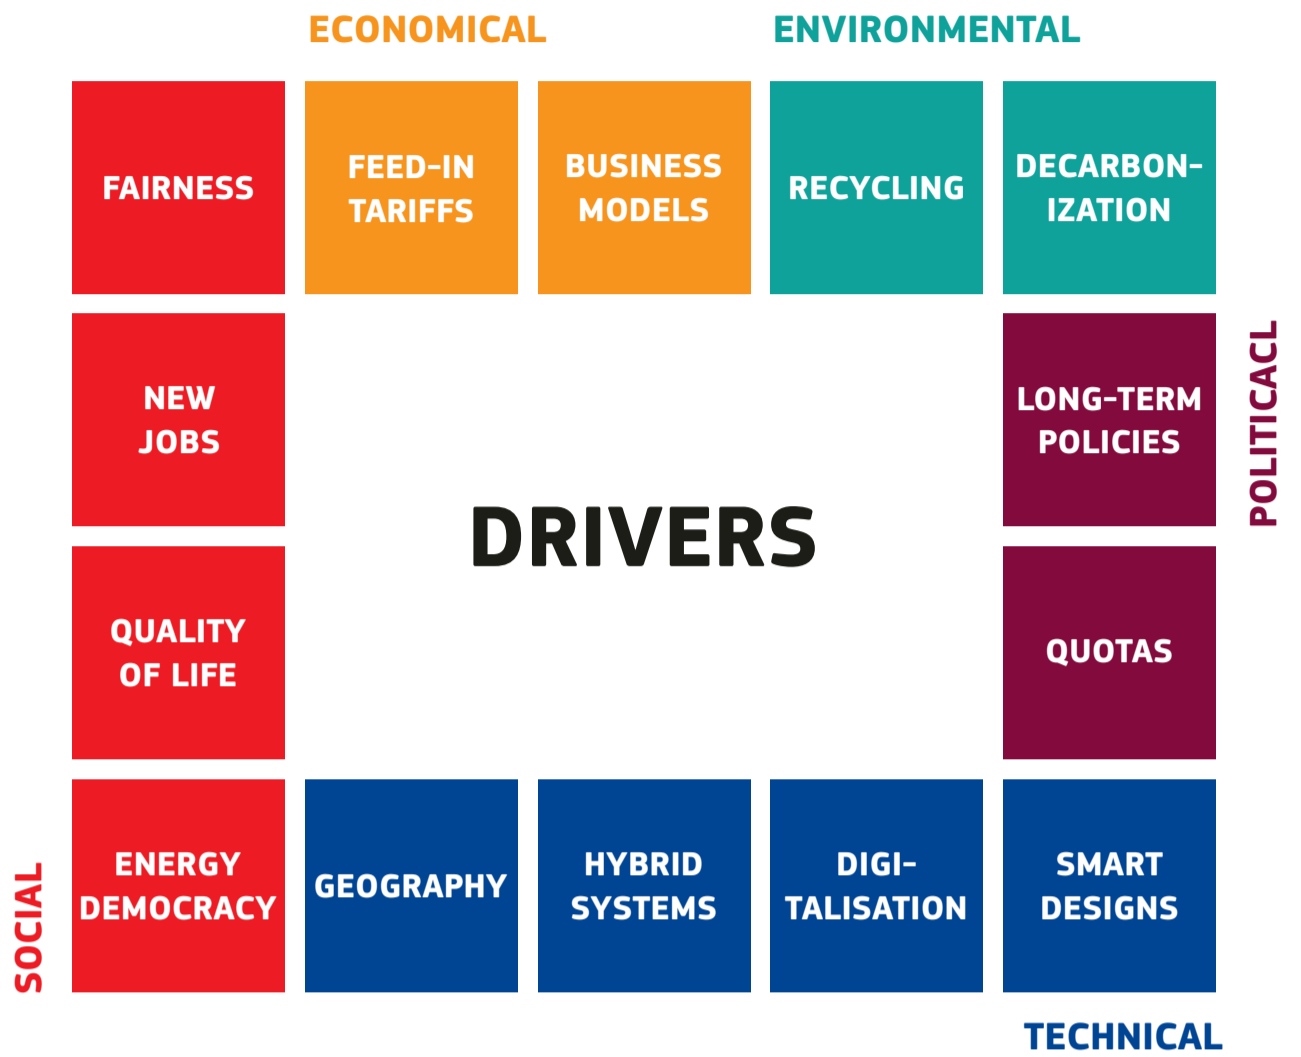 ECONOMICAL
ENVIRONMENTAL
FAIRNESS
FEED-IN
TARIFFS
BUSINESS
MODELS
RECYCLING
DECARBON-
IZATION
NEW
JOBS
LONG-TERM
POLICIES
POLITICACL
DRIVERS
QUALITY
OF LIFE
QUOTAS
SOCIAL
ENERGY
DEMOCRACY
GEOGRAPHY
HYBRID
SYSTEMS
DIGI-
TALISATION
SMART
DESIGNS
TECHNICAL